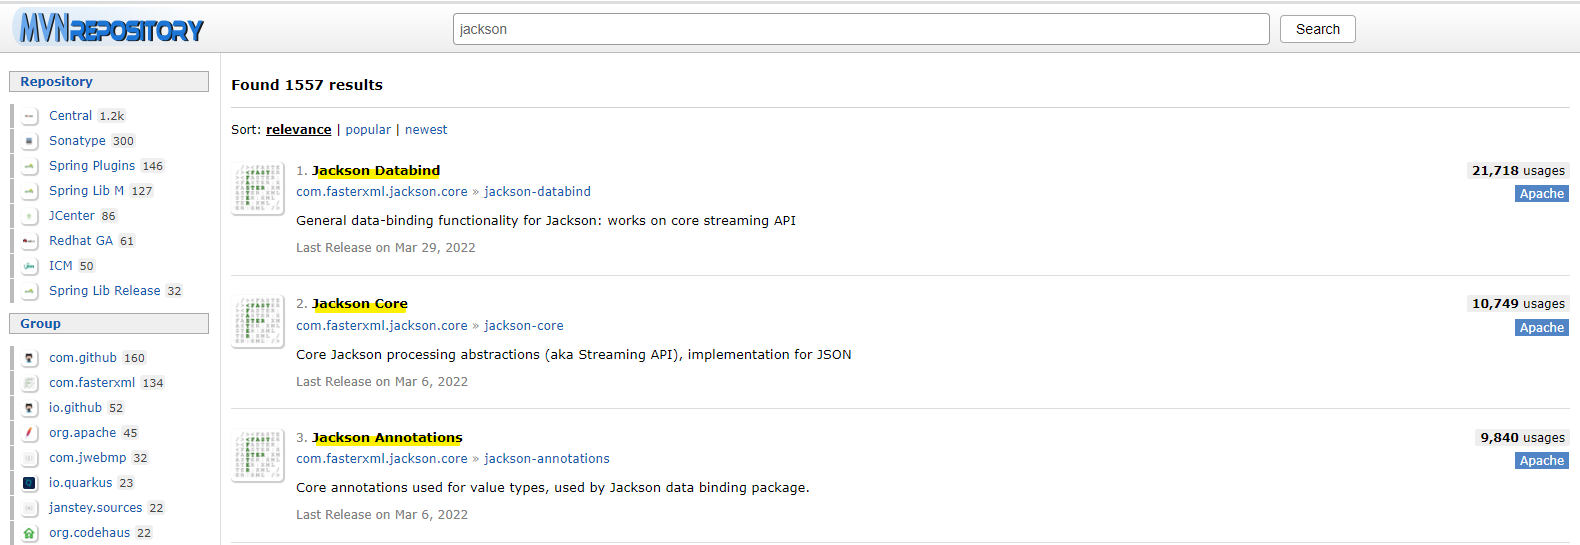 MVNREPOSITORY
jackson
Search
Repository
Central 1.2k
Sonatype 300
Spring Plugins 146
Spring Lib M 127
JCenter 86
Redhat GA 61
ICM 50
Spring Lib Release 32
Group
com.github 160
com.fasterxml 134
io.github 52
org.apache 45
com.jwebmp 32
io.quarkus 23
janstey.sources 22
org.codehaus 22
Found 1557 results
Sort: relevance | popular | newest
1. Jackson Databind
21,718 usages
com.fasterxml.jackson.core » jackson-databind
Apache
General data-binding functionality for Jackson: works on core streaming API
Last Release on Mar 29, 2022
2. Jackson Core
10,749 usages
com.fasterxml.jackson.core » jackson-core
Apache
Core Jackson processing abstractions (aka Streaming API), implementation for JSON
Last Release on Mar 6, 2022
3. Jackson Annotations
9,840 usages
com.fasterxml.jackson.core » jackson-annotations
Apache
Core annotations used for value types, used by Jackson data binding package.
Last Release on Mar 6, 2022